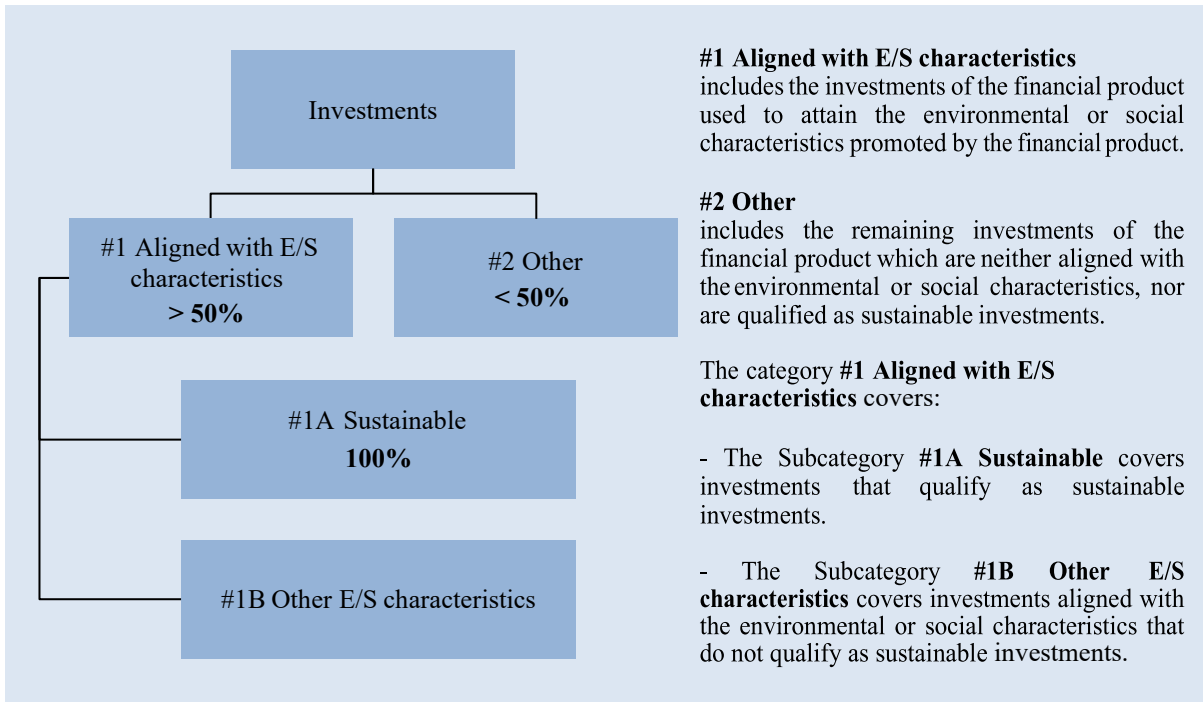 Investments
#1 Aligned with E/S
characteristics
> 50%
#2 Other
< 50%
#1A Sustainable
100%
#1B Other E/S characteristics
#1 Aligned with E/S characteristics
includes the investments of the financial product
used to attain the environmental or social
characteristics promoted by the financial product.
#2 Other
includes the remaining investments of the
financial product which are neither aligned with
the environmental or social characteristics, nor
are qualified as sustainable investments.
The category #1 Aligned with E/S
characteristics covers:
- The Subcategory #1A Sustainable covers
investments that qualify as sustainable
investments.
- The Subcategory #1B Other E/S
characteristics covers investments aligned with
the environmental or social characteristics that
do not qualify as sustainable investments.